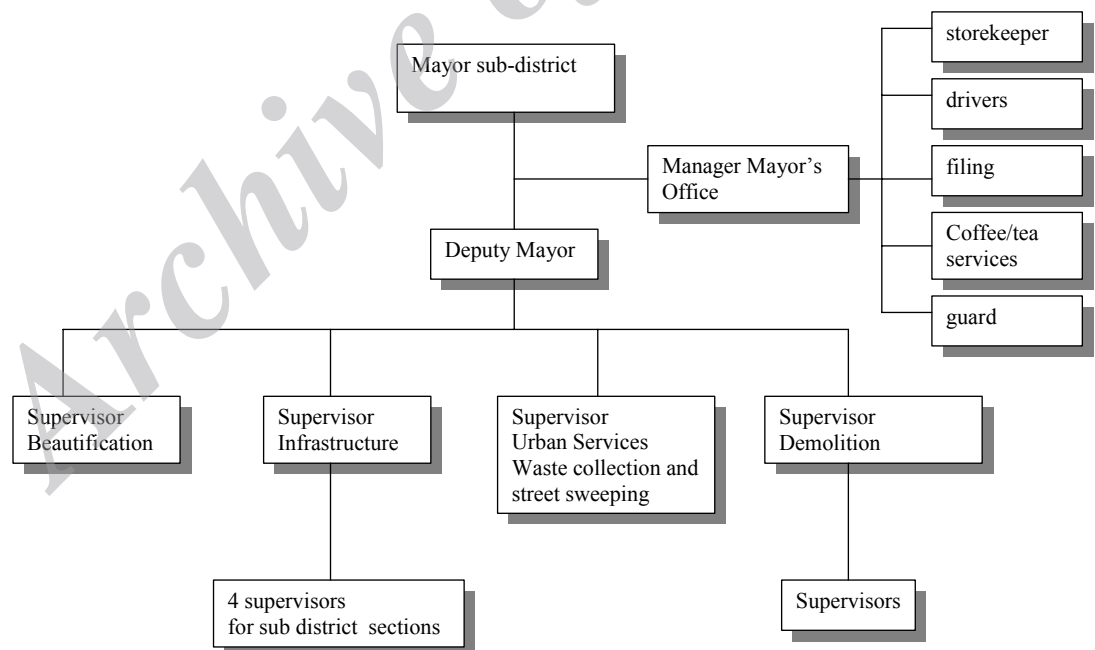 Archive of
Mayor sub-district
storekeeper
drivers
Manager Mayor’s
Office
filing
Deputy Mayor
Coffee/tea
services
guard
Supervisor
Beautification
Supervisor
Infrastructure
Supervisor
Urban Services
Waste collection and
street sweeping
Supervisor
Demolition
4 supervisors
for sub district sections
Supervisors